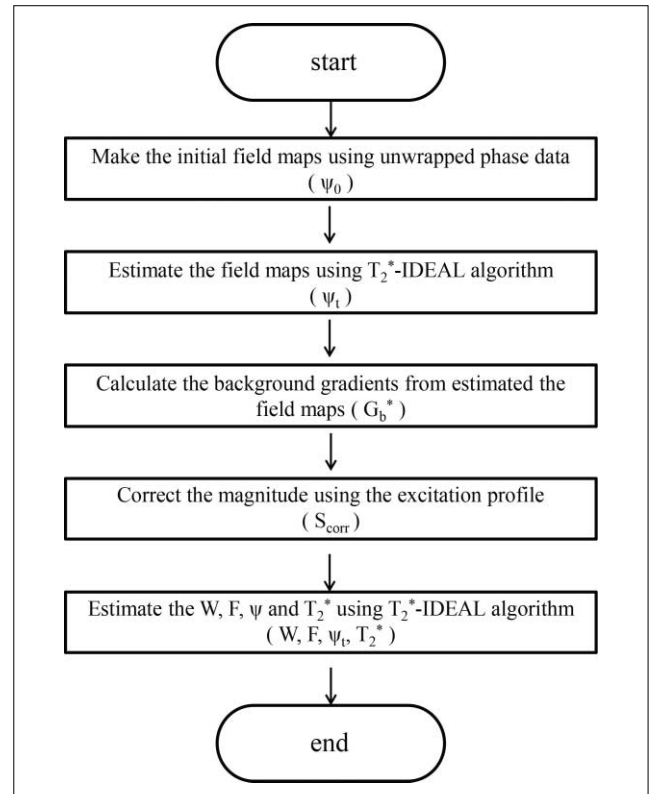 start
Make the initial field maps using unwrapped phase data
( ψ₀ )
Estimate the field maps using T₂*-IDEAL algorithm
( ψₜ )
Calculate the background gradients from estimated the
field maps ( G_b* )
Correct the magnitude using the excitation profile
( S_corr )
Estimate the W, F, ψ and T₂* using T₂*-IDEAL algorithm
( W, F, ψₜ, T₂* )
end